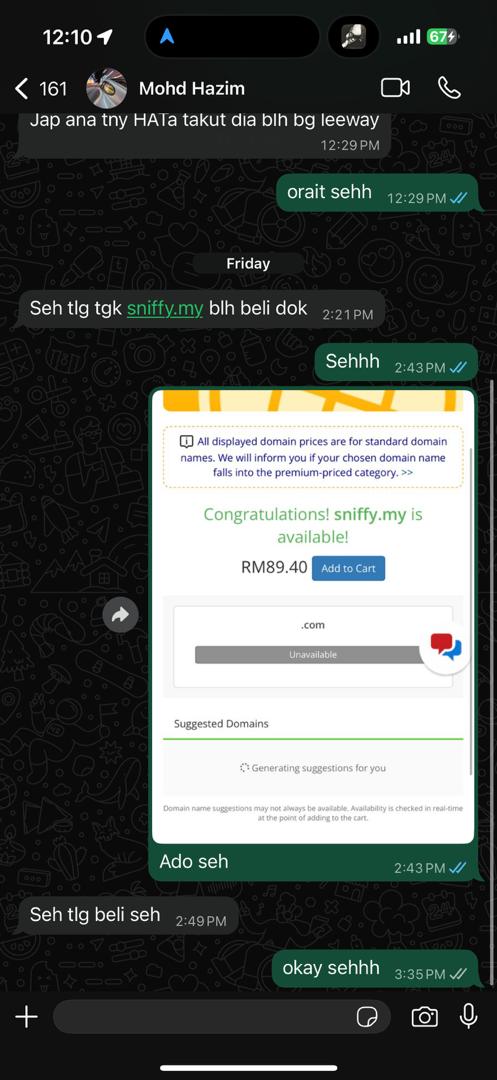 12:10
67
161
Mohd Hazim
Jap ana tny HATa takut dia blh bg leeway
12:29 PM
orait sehh 12:29 PM
Friday
Seh tlg tgk sniffy.my blh beli dok 2:21 PM
Sehhh 2:43 PM
All displayed domain prices are for standard domain
names. We will inform you if your chosen domain name
falls into the premium-priced category. >>
Congratulations! sniffy.my is
available!
RM89.40 Add to Cart
.com
Unavailable
Suggested Domains
Generating suggestions for you
Domain name suggestions may not always be available. Availability is checked in real-time
at the point of adding to the cart.
Ado seh 2:43 PM
Seh tlg beli seh 2:49 PM
okay sehhh 3:35 PM